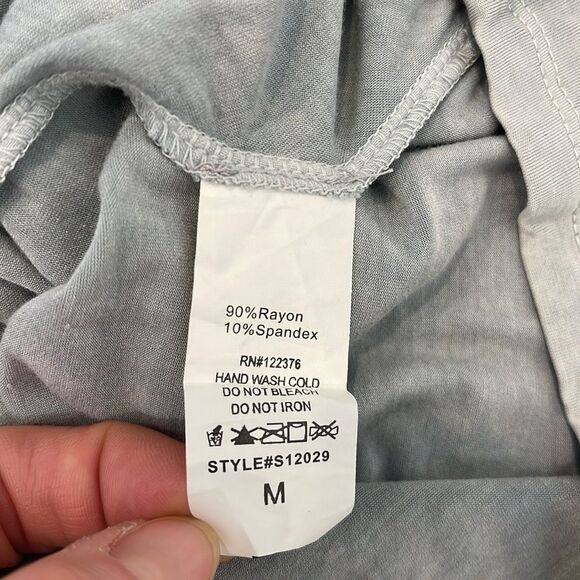 90%Rayon
10%Spandex
RN#122376
HAND WASH COLD
DO NOT BLEACH
DO NOT IRON
STYLE#S12029
M